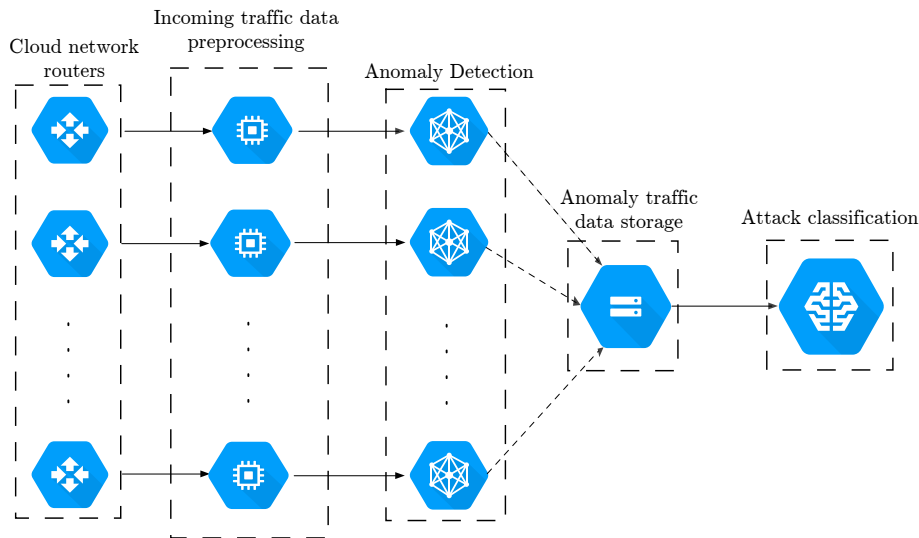 Cloud network
routers
Incoming traffic data
preprocessing
Anomaly Detection
Anomaly traffic
data storage
Attack classification